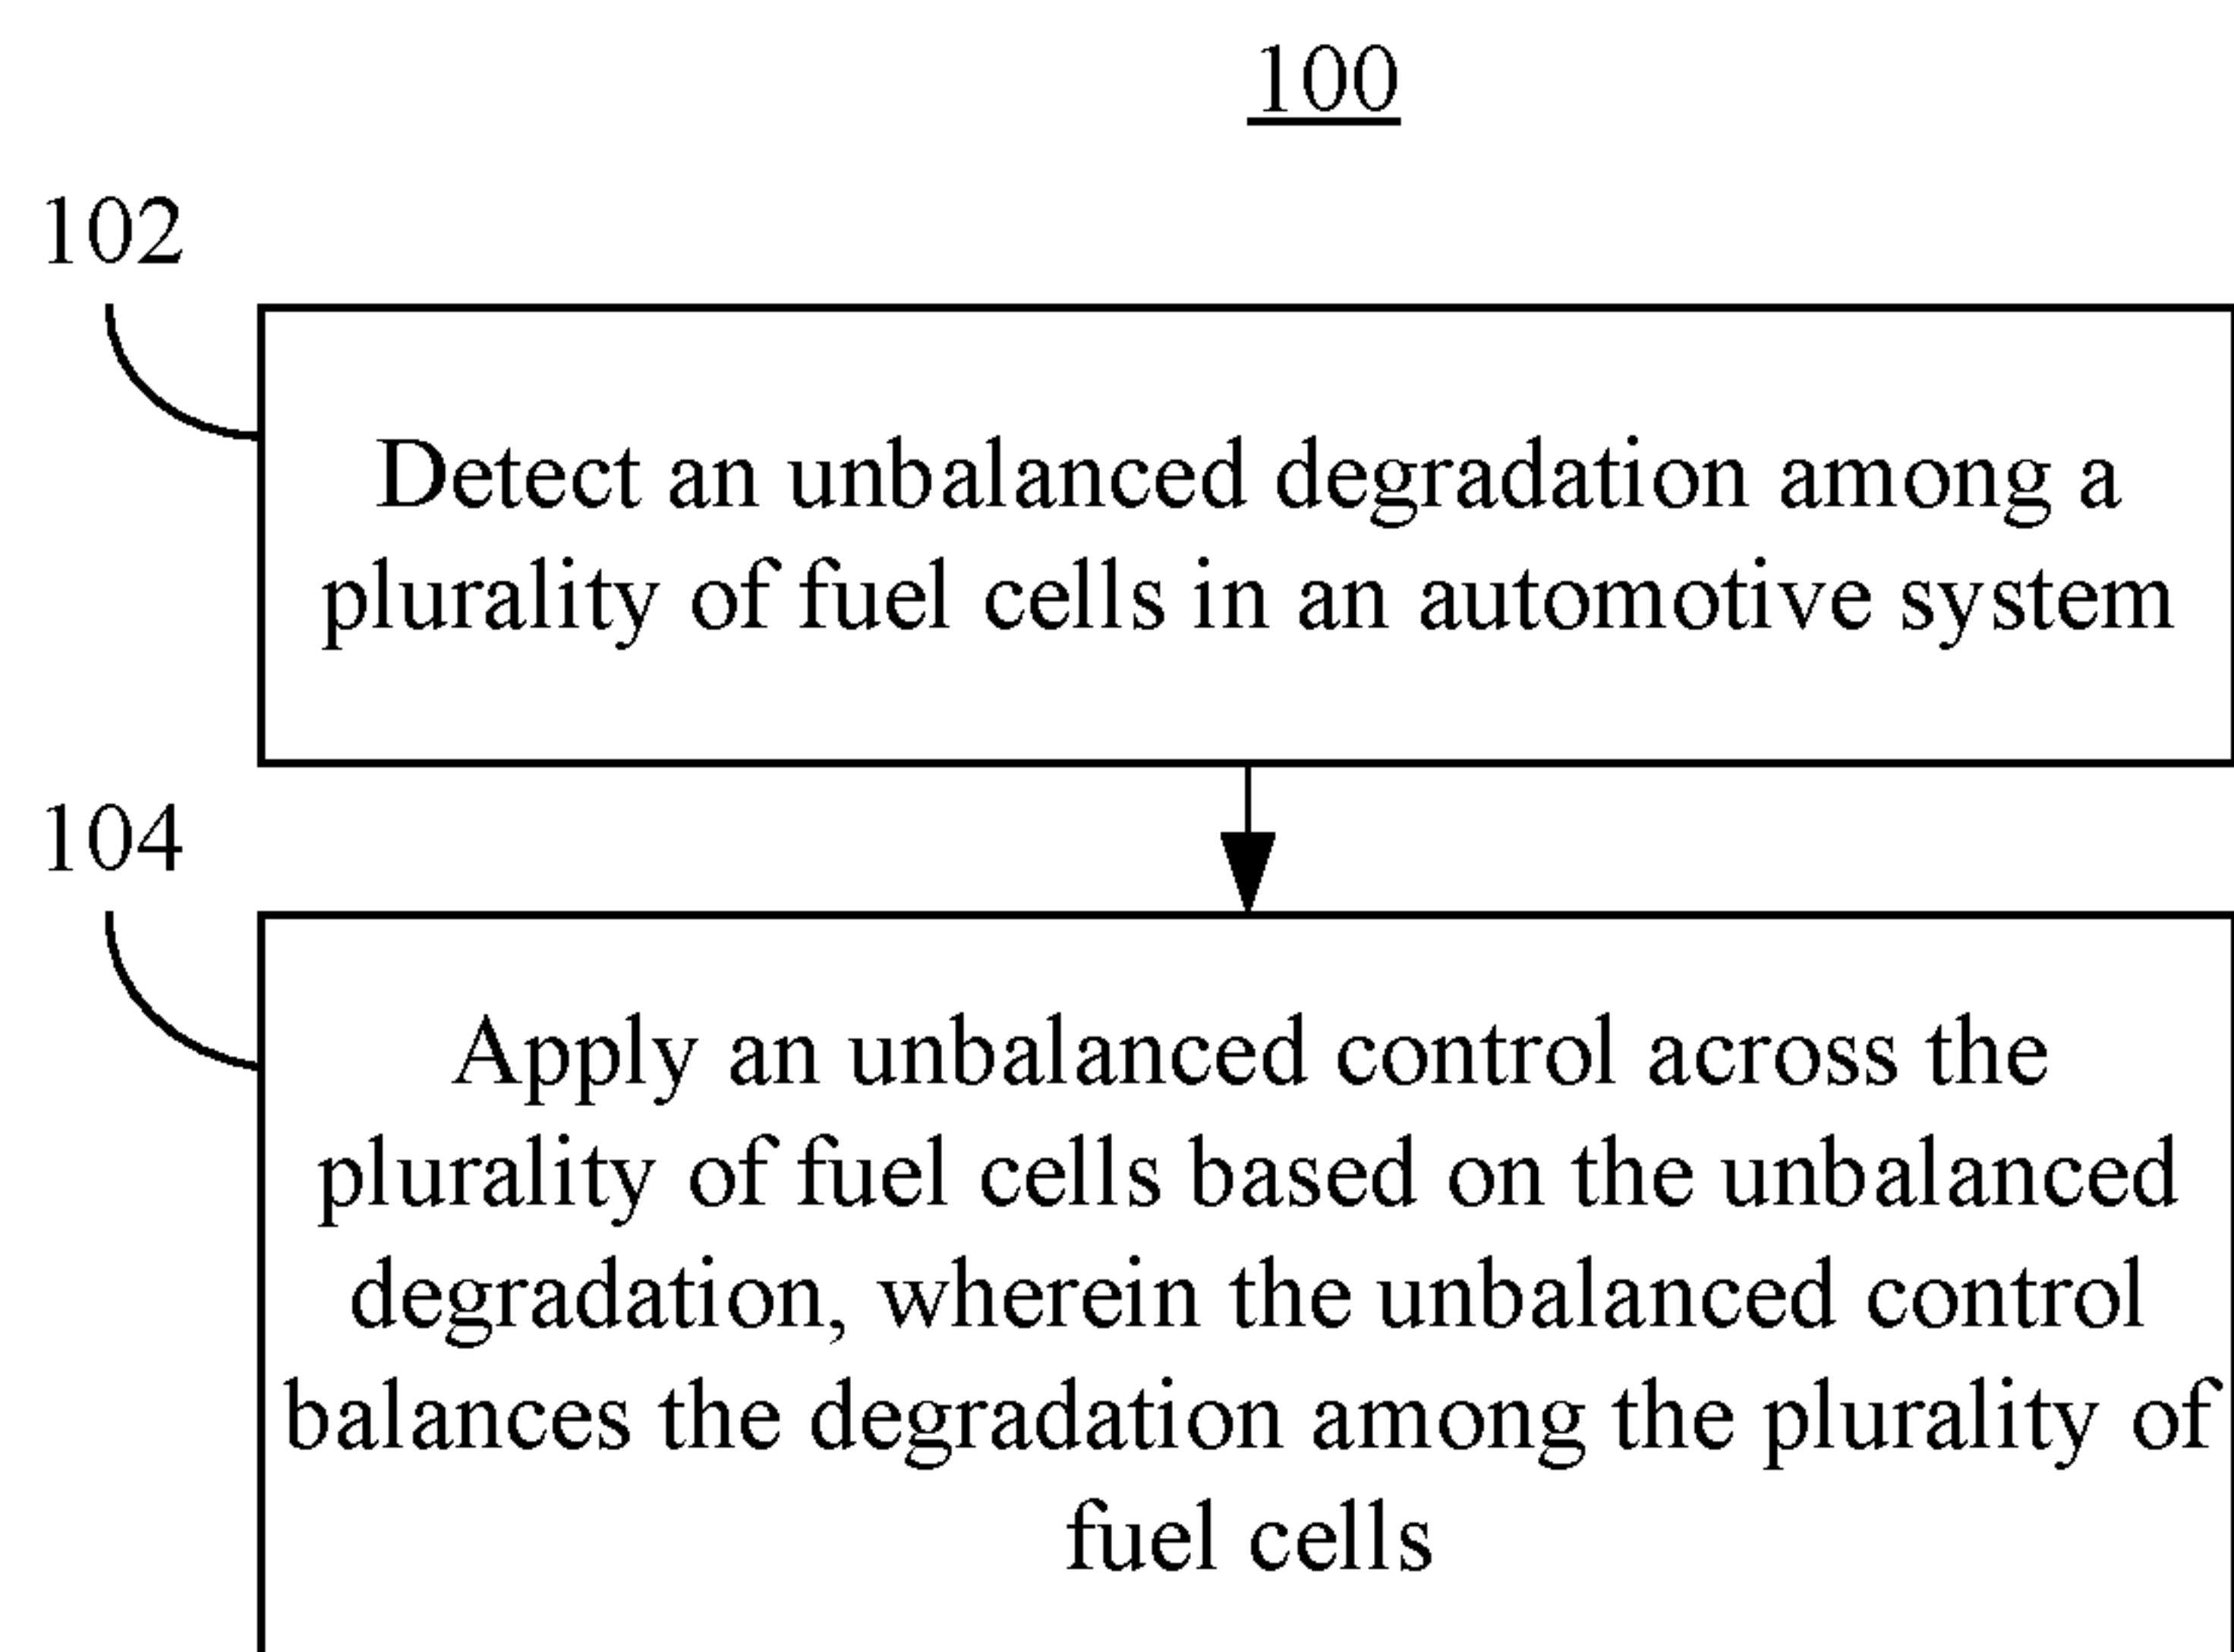 100
102
Detect an unbalanced degradation among a
plurality of fuel cells in an automotive system
104
Apply an unbalanced control across the
plurality of fuel cells based on the unbalanced
degradation, wherein the unbalanced control
balances the degradation among the plurality of
fuel cells